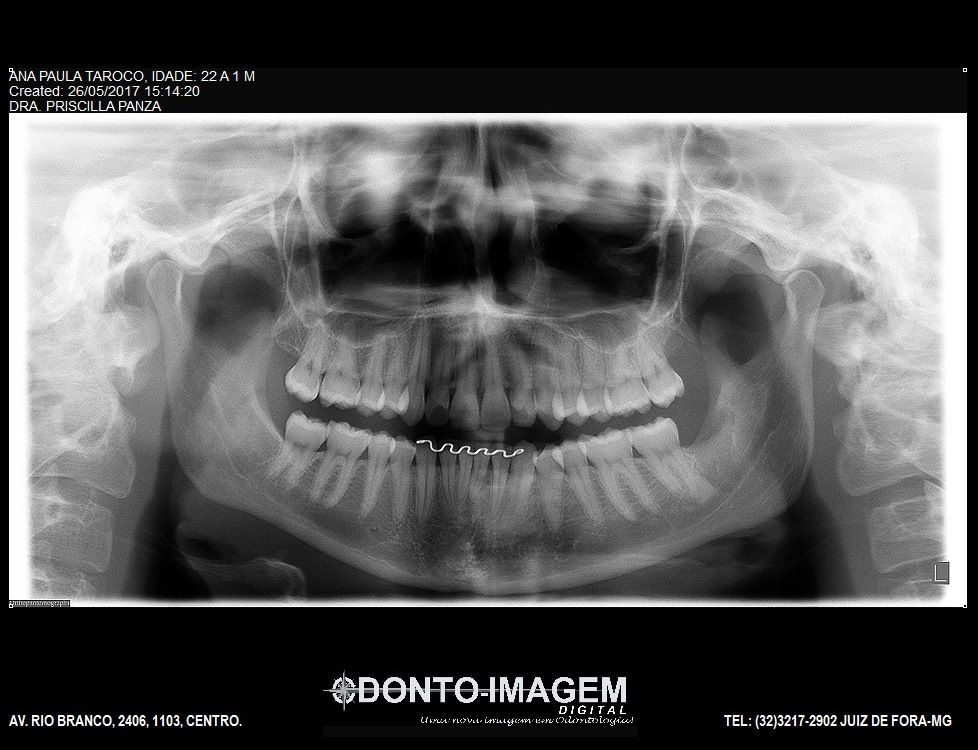 ANA PAULA TAROCO, IDADE: 22 A 1 M
Created: 26/05/2017 15:14:20
DRA. PRISCILLA PANZA
L
ODONTO-IMAGEM
DIGITAL
Uma nova imagem em Odontologia!
AV. RIO BRANCO, 2406, 1103, CENTRO.
TEL: (32)3217-2902 JUIZ DE FORA-MG